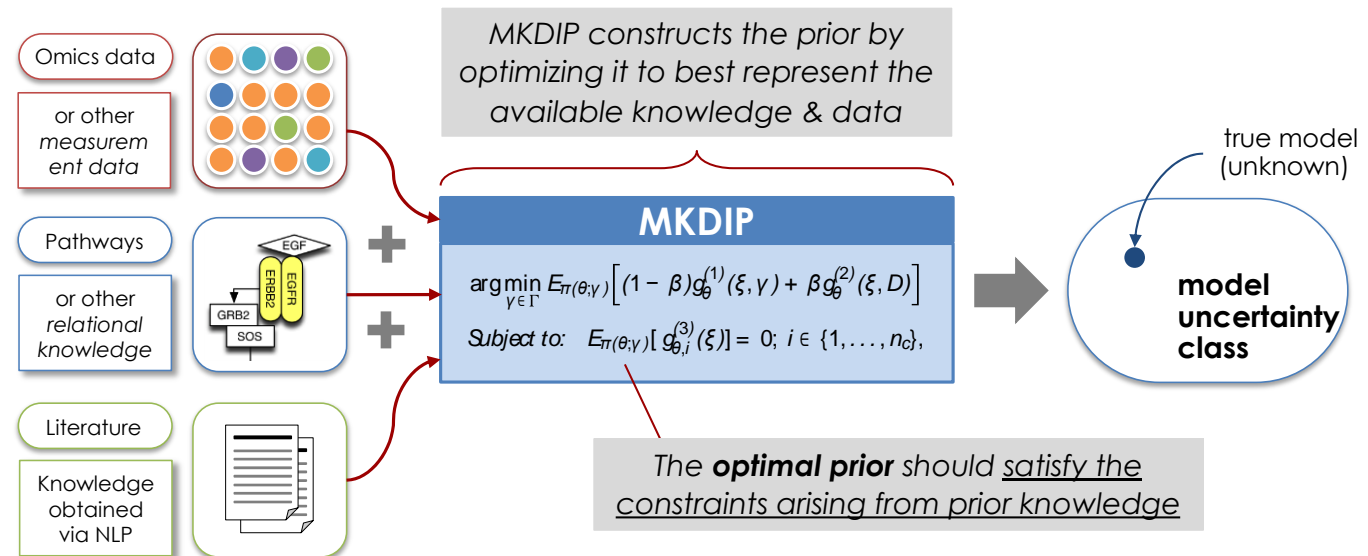 Omics data
or other
measurem
ent data
Pathways
or other
relational
knowledge
Literature
Knowledge
obtained
via NLP
EGF
ERBB2
EGFR
GRB2
SOS
MKDIP constructs the prior by
optimizing it to best represent the
available knowledge & data
MKDIP
arg min_{γ∈Γ} E_{π(θ;γ)}[(1 − β)g_θ^{(1)}(ξ, γ) + βg_θ^{(2)}(ξ, D)]
Subject to: E_{π(θ;γ)}[g_{θ,i}^{(3)}(ξ)] = 0; i ∈ {1, . . . , n_c},
The optimal prior should satisfy the
constraints arising from prior knowledge
true model
(unknown)
model
uncertainty
class